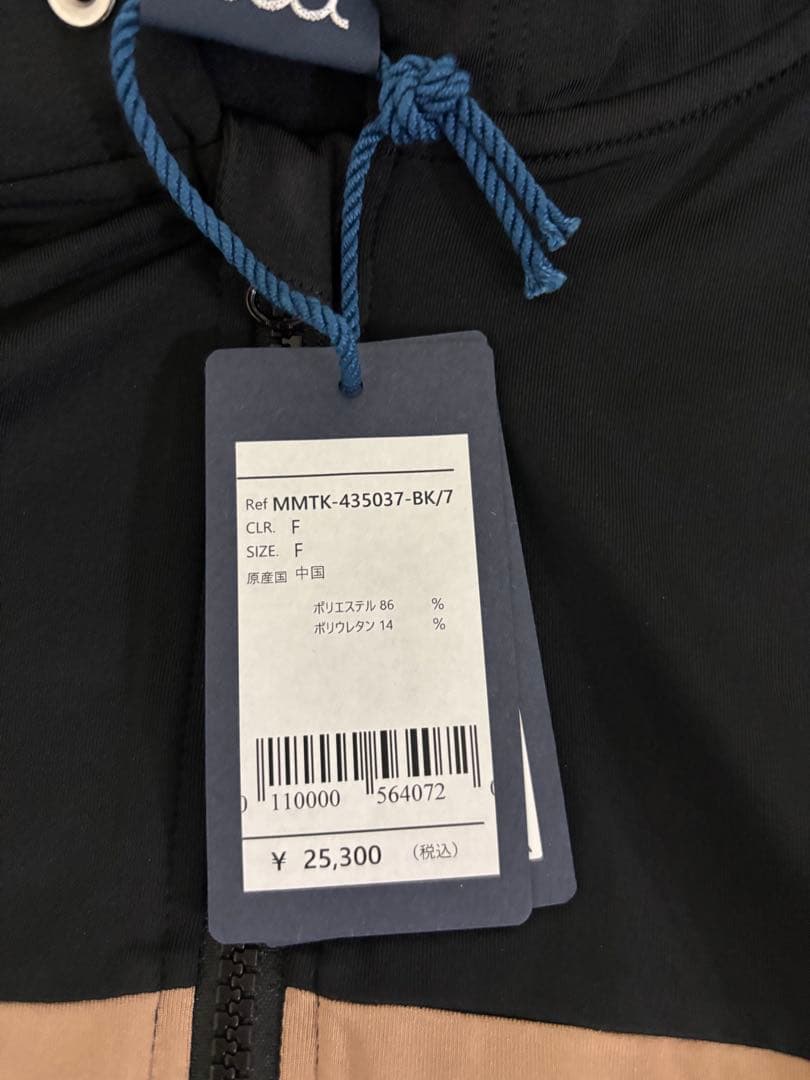 Ref MMTK-435037-BK/7
CLR. F
SIZE. F
原産国 中国
ポリエステル 86 %
ポリウレタン 14 %
110000 564072
¥ 25,300 (税込)